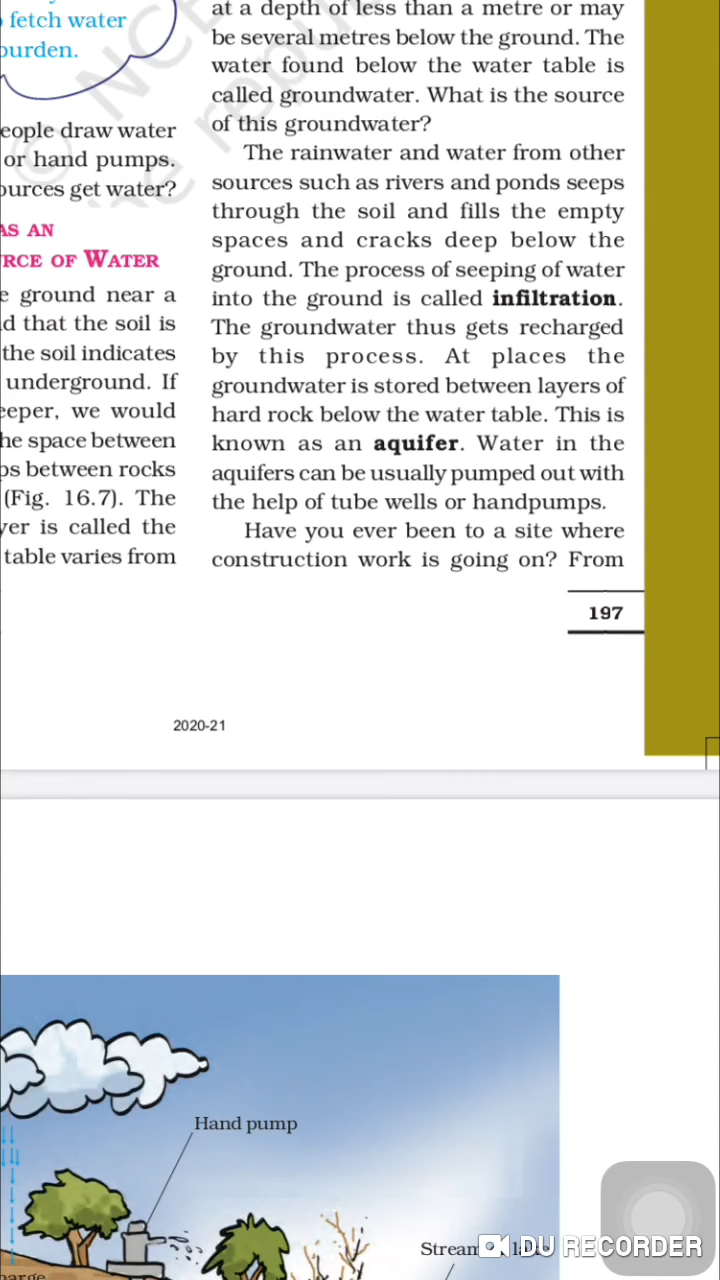 fetch water
burden.
people draw water
or hand pumps.
ources get water?
AS AN
RCE OF WATER
e ground near a
d that the soil is
the soil indicates
underground. If
eeper, we would
he space between
ps between rocks
(Fig. 16.7). The
yer is called the
table varies from
at a depth of less than a metre or may
be several metres below the ground. The
water found below the water table is
called groundwater. What is the source
of this groundwater?
The rainwater and water from other
sources such as rivers and ponds seeps
through the soil and fills the empty
spaces and cracks deep below the
ground. The process of seeping of water
into the ground is called infiltration.
The groundwater thus gets recharged
by this process. At places the
groundwater is stored between layers of
hard rock below the water table. This is
known as an aquifer. Water in the
aquifers can be usually pumped out with
the help of tube wells or handpumps.
Have you ever been to a site where
construction work is going on? From
197
2020-21
Hand pump
Stream
DU RECORDER